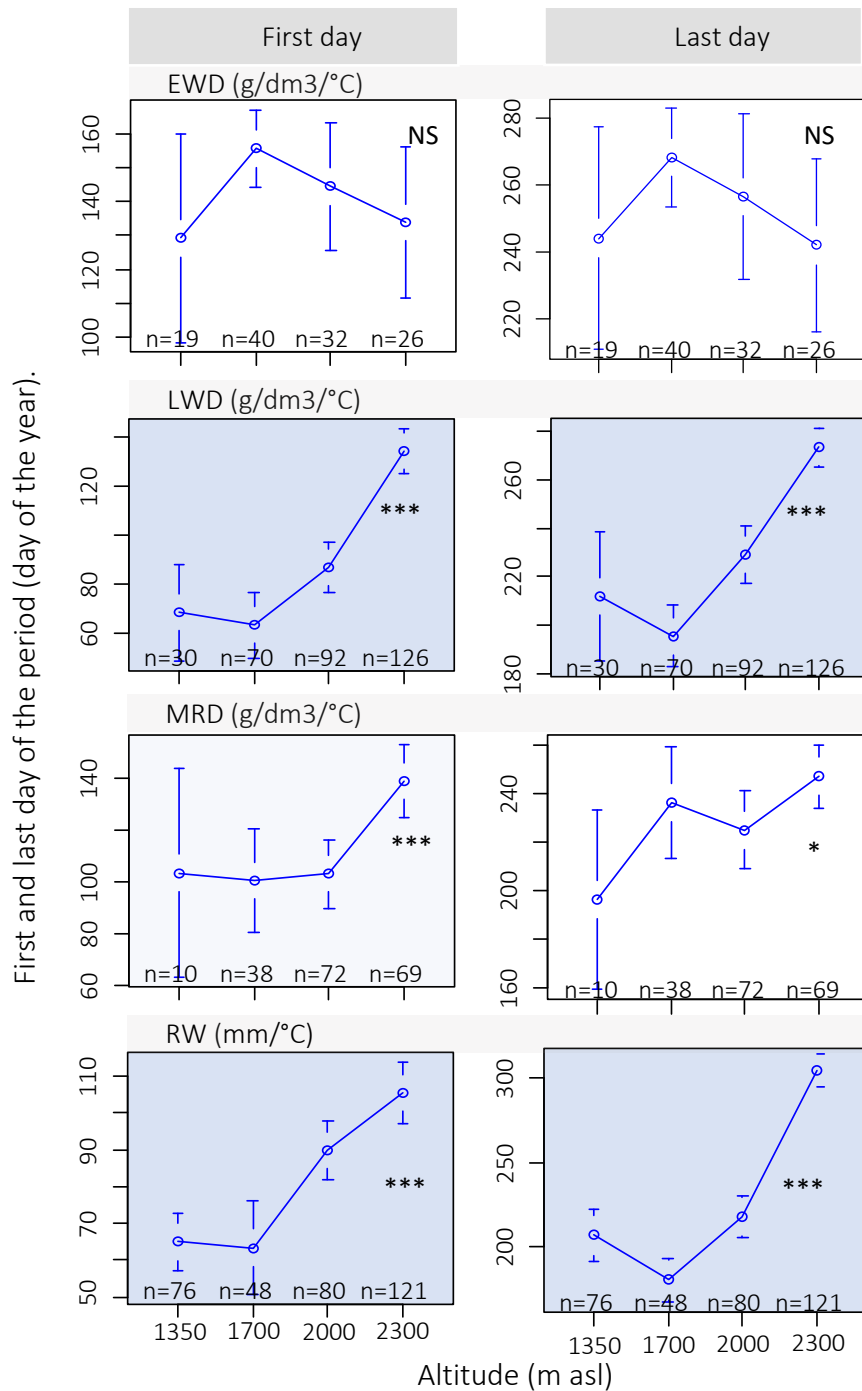 First day Last day
EWD (g/dm3/°C)
160 140 120 100
NS
n=19 n=40 n=32 n=26
280 260 240 220
NS
n=19 n=40 n=32 n=26
LWD (g/dm3/°C)
120 80 60
***
n=30 n=70 n=92 n=126
260 220 180
***
n=30 n=70 n=92 n=126
MRD (g/dm3/°C)
140 100 80 60
***
n=10 n=38 n=72 n=69
240 200 160
*
n=10 n=38 n=72 n=69
RW (mm/°C)
110 90 70 50
***
n=76 n=48 n=80 n=121
300 250 200
***
n=76 n=48 n=80 n=121
1350 1700 2000 2300
1350 1700 2000 2300
Altitude (m asl)
First and last day of the period (day of the year).